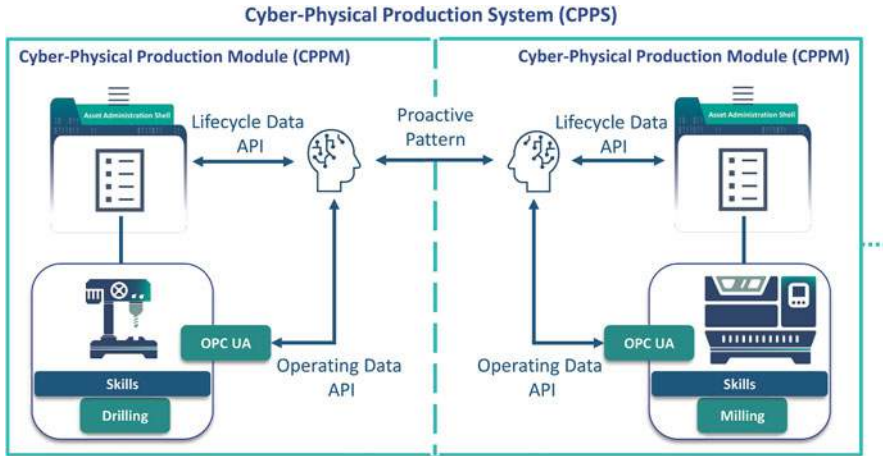 Cyber-Physical Production System (CPPS)
Cyber-Physical Production Module (CPPM)
Asset Administration Shell
Lifecycle Data
API
OPC UA
Operating Data
API
Skills
Drilling
Proactive
Pattern
Cyber-Physical Production Module (CPPM)
Lifecycle Data
API
Asset Administration Shell
OPC UA
Operating Data
API
Skills
Milling